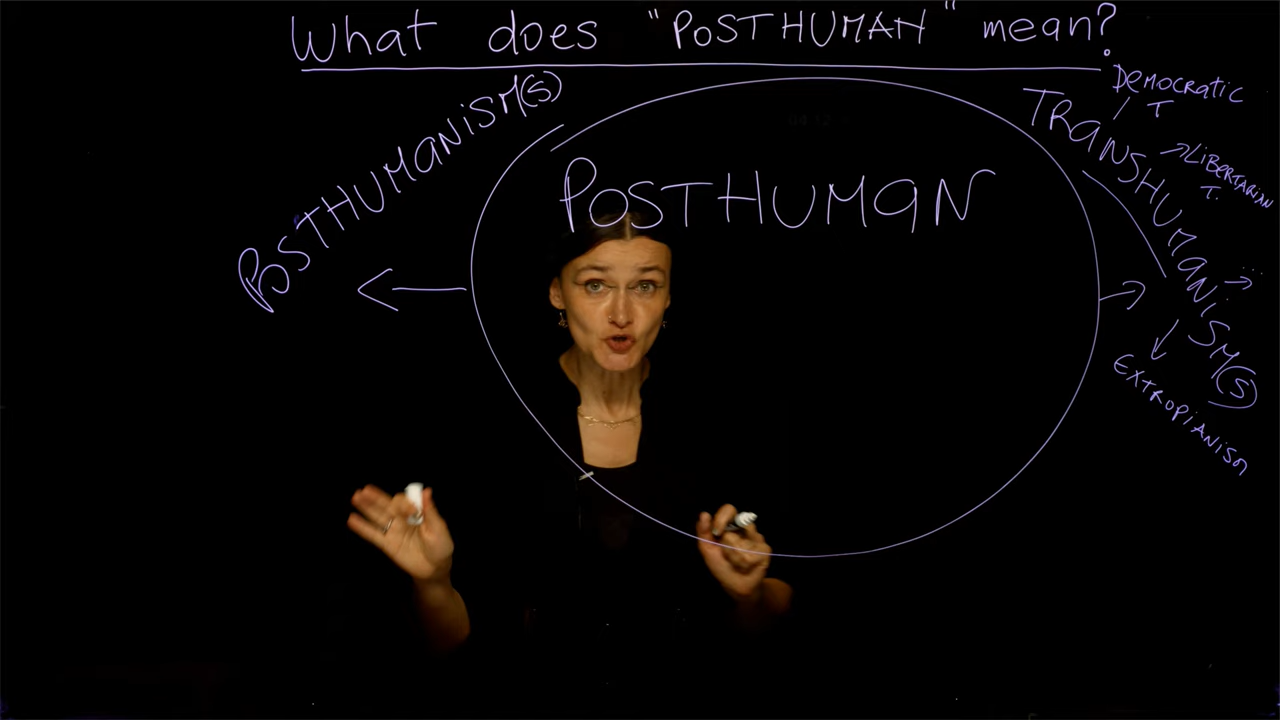 What does "POSTHUMAN" mean?
POSTHUMANISM(S)
POSTHUMAN
TRANSHUMANISM(S)
DEMOCRATIC
T
LIBERTARIAN
T.
...
EXTROPIANISM